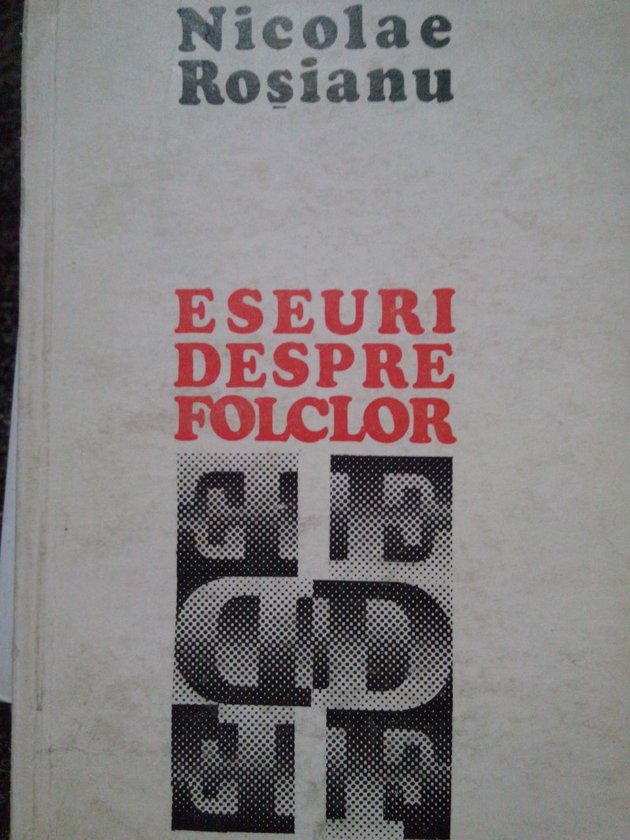 Nicolae
Roșianu
ESEURI
DESPRE
FOLCLOR
E E
D D
F F